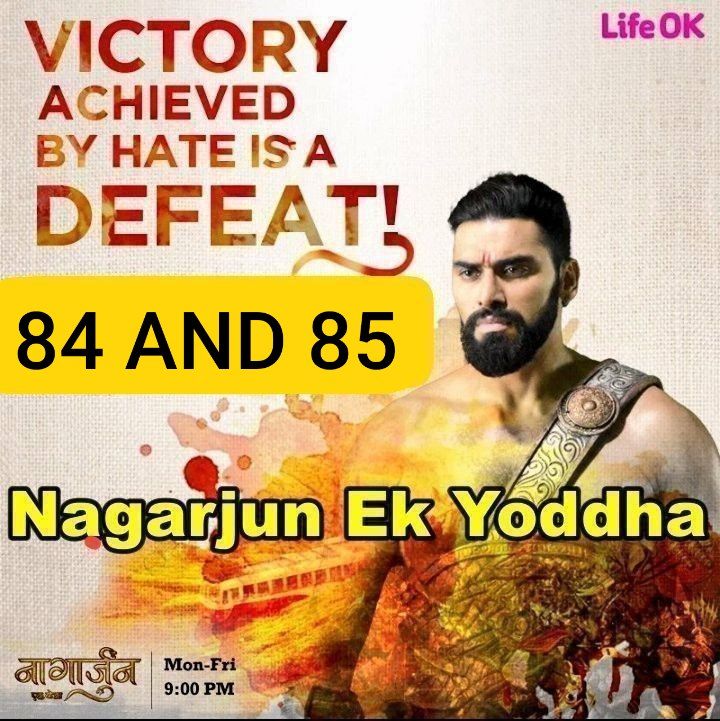 Life OK
VICTORY
ACHIEVED
BY HATE IS A
DEFEAT!
84 AND 85
Nagarjun Ek Yoddha
नागार्जुन
एक योद्धा
Mon-Fri
9:00 PM